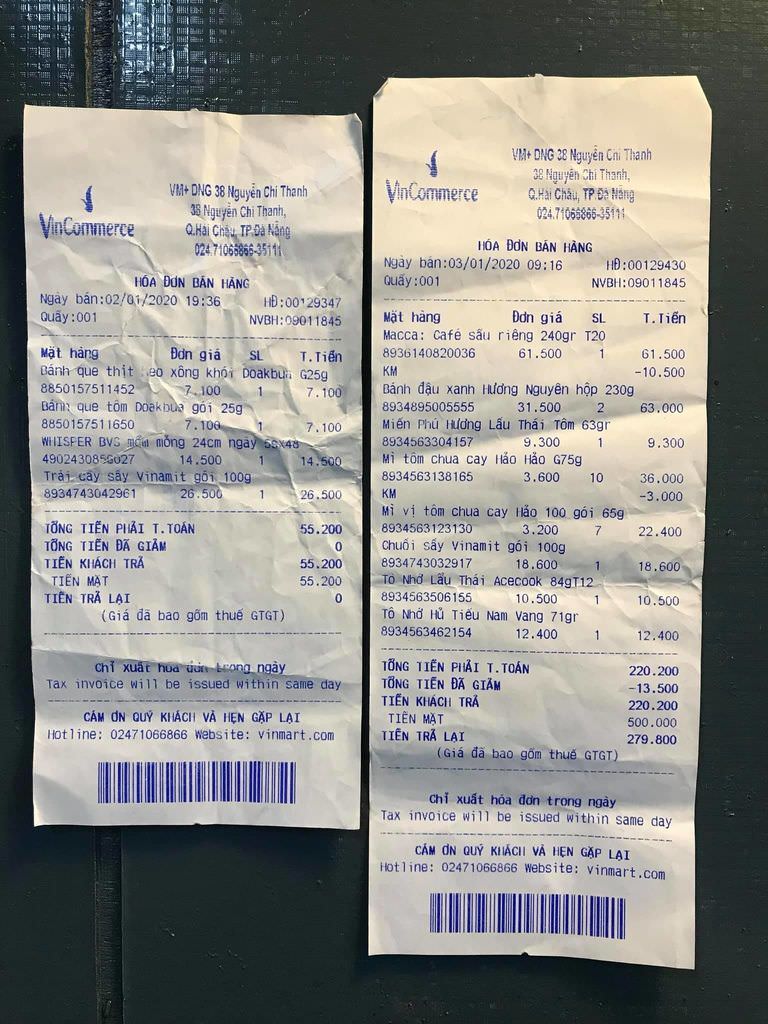 VinCommerce
VM+ DNG 38 Nguyễn Chí Thanh
38 Nguyễn Chí Thanh,
Q.Hải Châu, TP.Đà Nẵng
024.71066866-35111
HÓA ĐƠN BÁN HÀNG
Ngày bán:02/01/2020 19:36 HĐ:00129347
Quầy:001 NVBH:09011845
Mặt hàng Đơn giá SL T.Tiền
Bánh que thịt heo xông khói Doakbua G25g
8850157511452 7.100 1 7.100
Bánh que tôm Doakbua gói 25g
8850157511650 7.100 1 7.100
WHISPER BVS mềm mỏng 24cm ngày
14.500 1 14.500
Trái cây sấy Vinamit gói 100g
8934743042961 26.500 1 26.500
TỔNG TIỀN PHẢI T.TOÁN 55.200
TỔNG TIỀN ĐÃ GIẢM 0
TIỀN KHÁCH TRẢ 55.200
TIỀN MẶT 55.200
TIỀN TRẢ LẠI 0
(Giá đã bao gồm thuế GTGT)
Chỉ xuất hóa đơn trong ngày
Tax invoice will be issued within same day
CẢM ƠN QUÝ KHÁCH VÀ HẸN GẶP LẠI
Hotline: 02471066866 Website: vinmart.com
VinCommerce
VM+ DNG 38 Nguyễn Chí Thanh
38 Nguyễn Chí Thanh,
Q.Hải Châu, TP.Đà Nẵng
024.71066866-35111
HÓA ĐƠN BÁN HÀNG
Ngày bán:03/01/2020 09:16 HĐ:00129430
Quầy:001 NVBH:09011845
Mặt hàng Đơn giá SL T.Tiền
Macca: Café sầu riêng 240gr T20
8936140820036 61.500 1 61.500
KM -10.500
Bánh đậu xanh Hương Nguyên hộp 230g
8934895005555 31.500 2 63.000
Miến Phú Hương Lẩu Thái Tôm 63gr
8934563304157 9.300 1 9.300
Mì tôm chua cay Hảo Hảo G75g
8934563138165 3.600 10 36.000
KM -3.000
Mì vị tôm chua cay Hảo 100 gói 65g
8934563123130 3.200 7 22.400
Chuối sấy Vinamit gói 100g
8934743032917 18.600 1 18.600
Tô Nhớ Lẩu Thái Acecook 84gT12
8934563506155 10.500 1 10.500
Tô Nhớ Hủ Tiếu Nam Vang 71gr
8934563462154 12.400 1 12.400
TỔNG TIỀN PHẢI T.TOÁN 220.200
TỔNG TIỀN ĐÃ GIẢM -13.500
TIỀN KHÁCH TRẢ 220.200
TIỀN MẶT 500.000
TIỀN TRẢ LẠI 279.800
(Giá đã bao gồm thuế GTGT)
Chỉ xuất hóa đơn trong ngày
Tax invoice will be issued within same day
CẢM ƠN QUÝ KHÁCH VÀ HẸN GẶP LẠI
Hotline: 02471066866 Website: vinmart.com